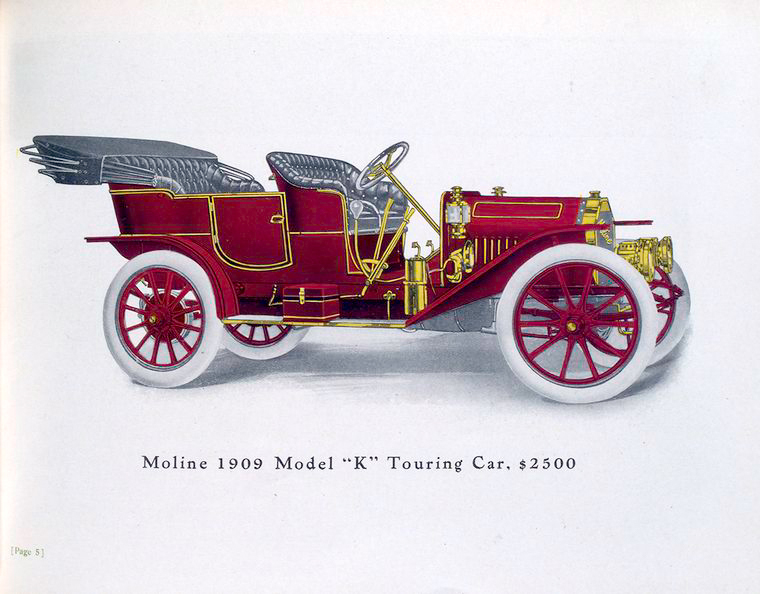 Moline 1909 Model “K” Touring Car, $2500
[Page 5]